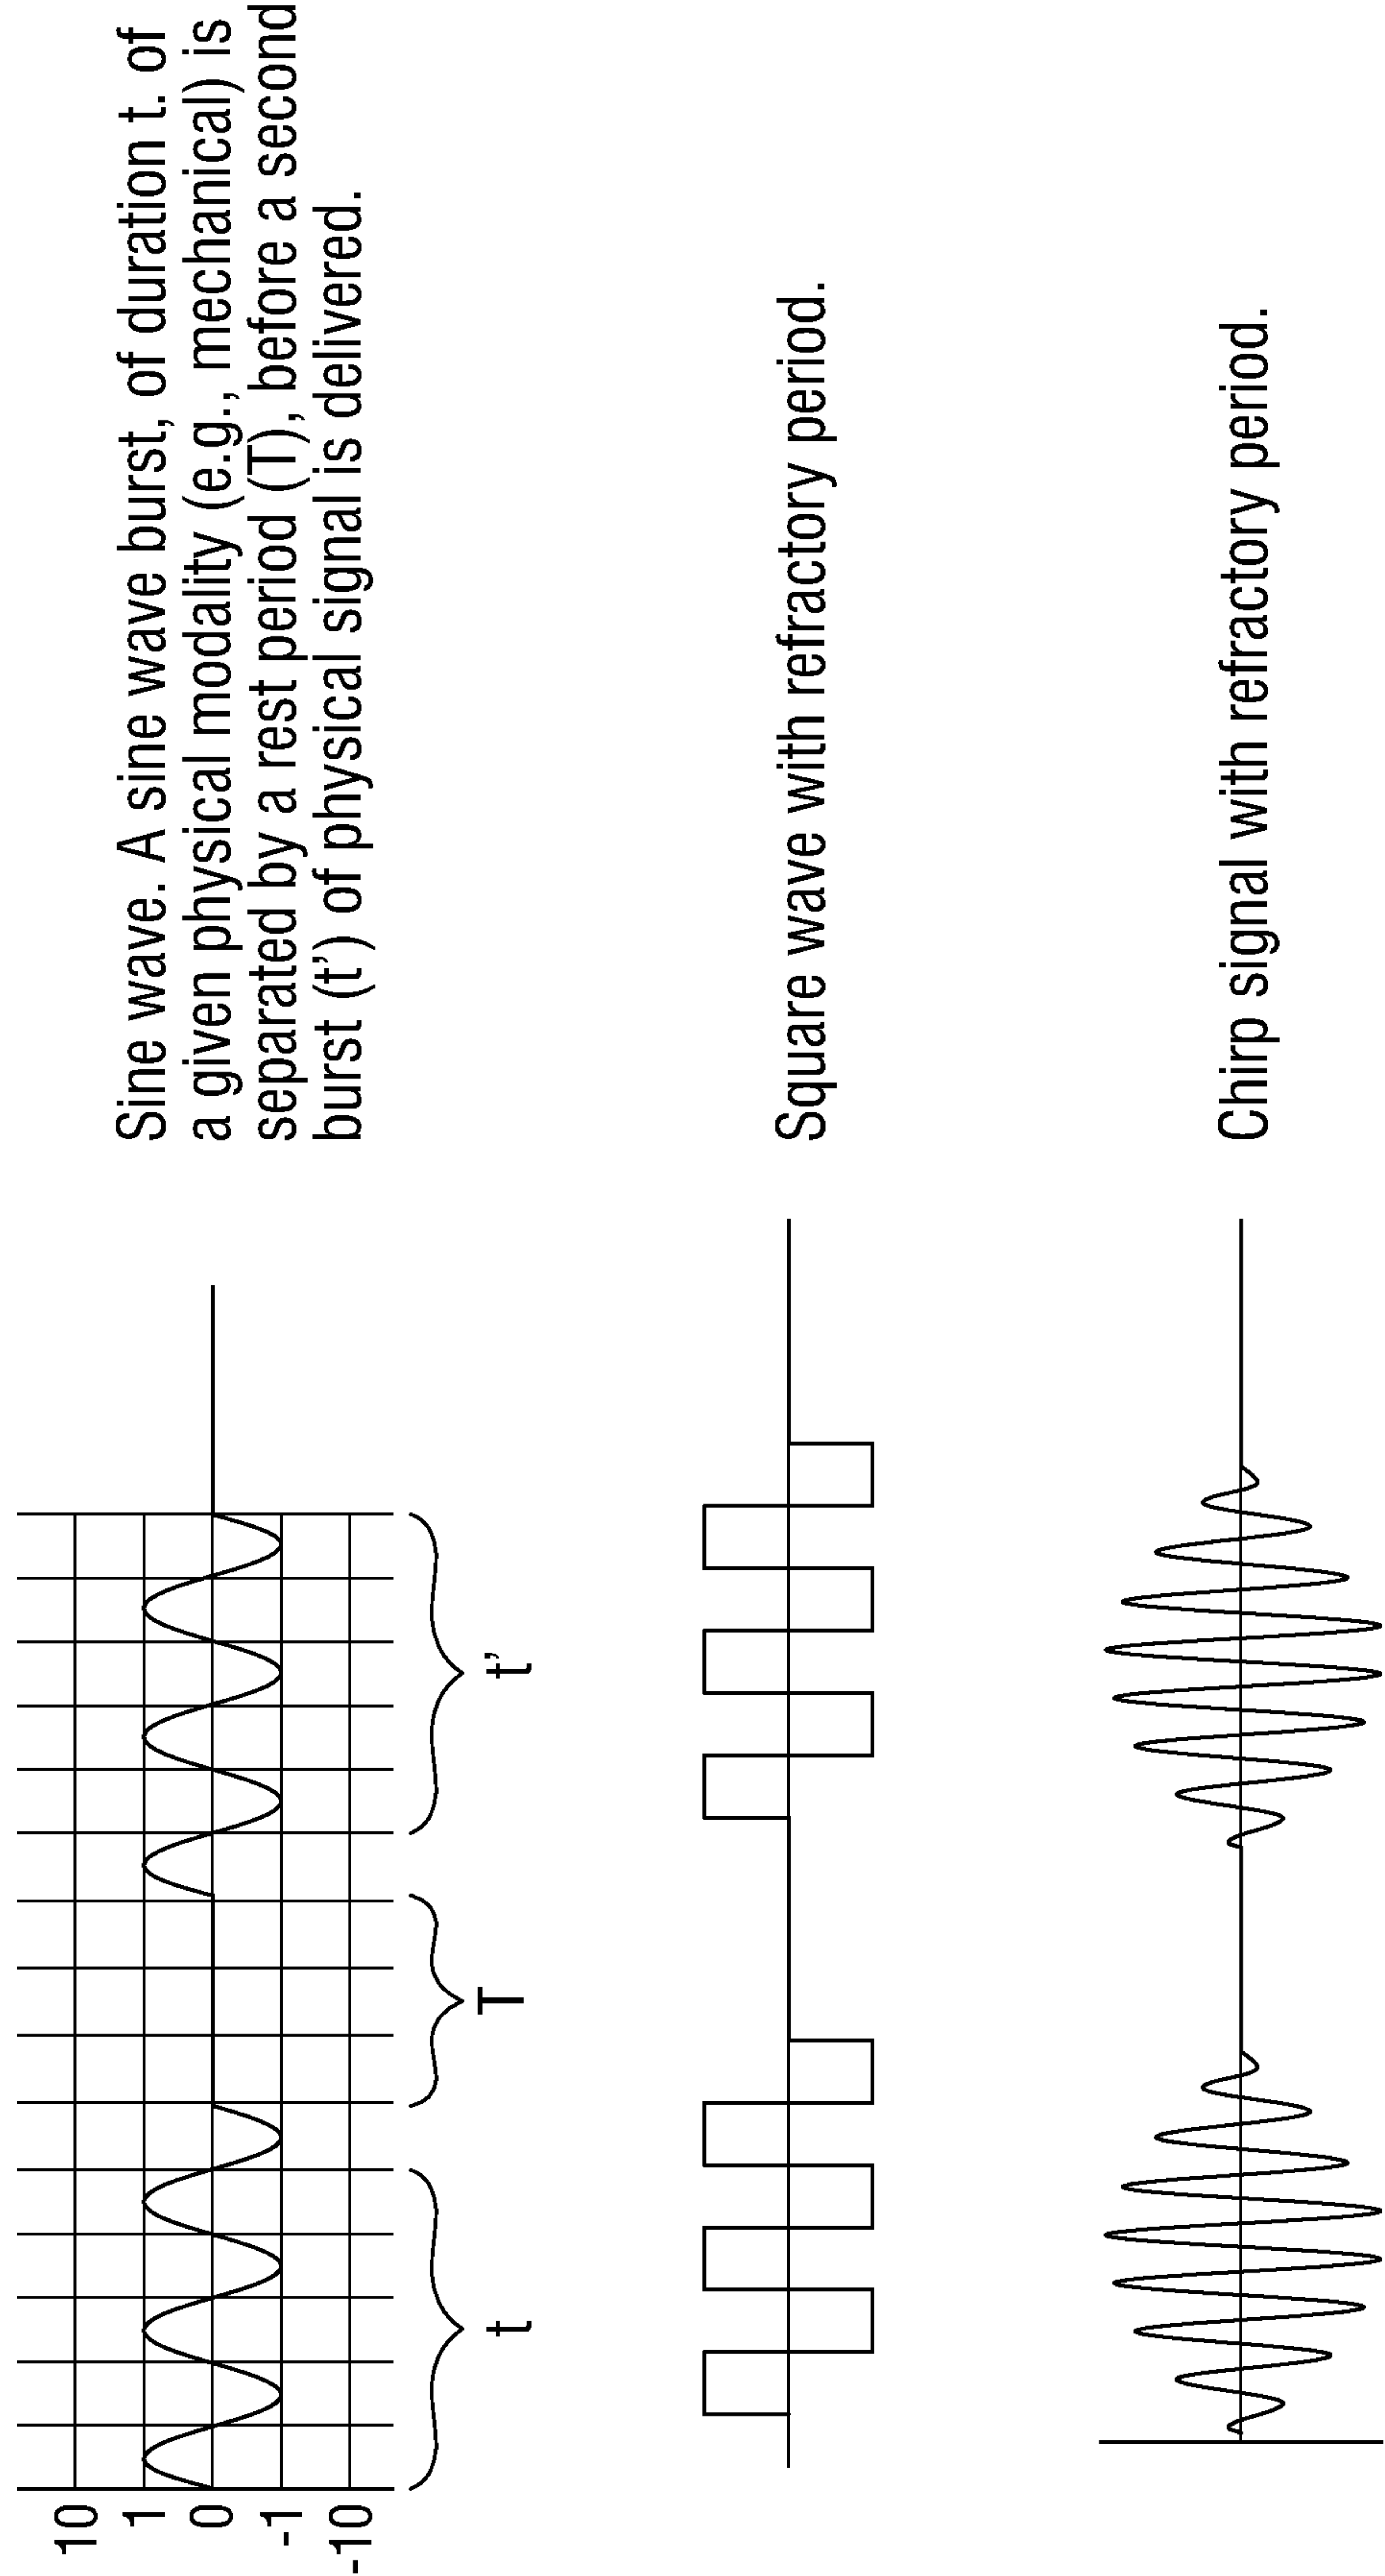 10
1
0
-1
-10
t
T
t’
Sine wave. A sine wave burst, of duration t. of
a given physical modality (e.g., mechanical) is
separated by a rest period (T), before a second
burst (t’) of physical signal is delivered.
Square wave with refractory period.
Chirp signal with refractory period.